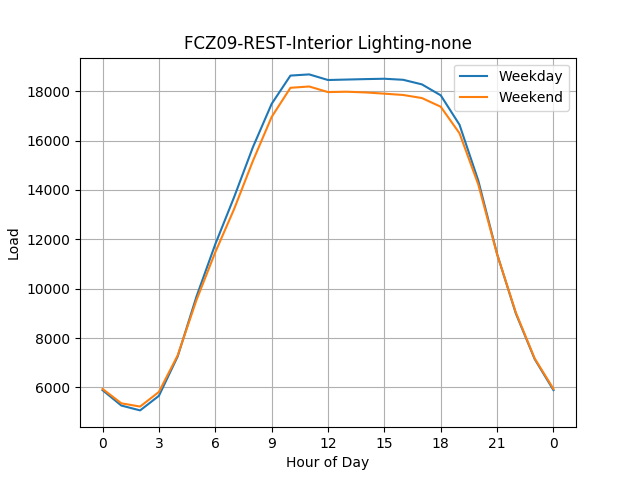 FCZ09-REST-Interior Lighting-none
Weekday
Weekend
18000
16000
14000
12000
10000
8000
6000
Load
0 3 6 9 12 15 18 21 0
Hour of Day